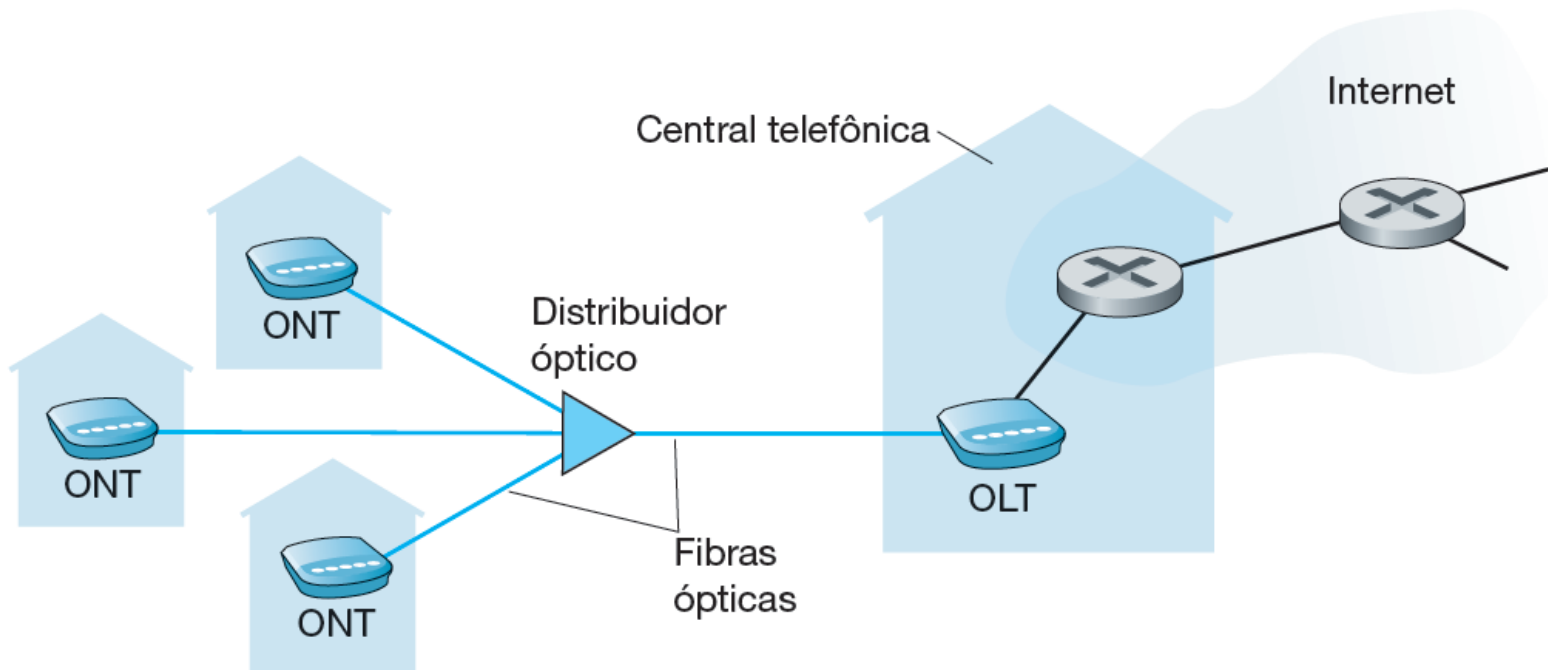 Internet
Central telefônica
ONT
Distribuidor
óptico
ONT
OLT
Fibras
ópticas
ONT